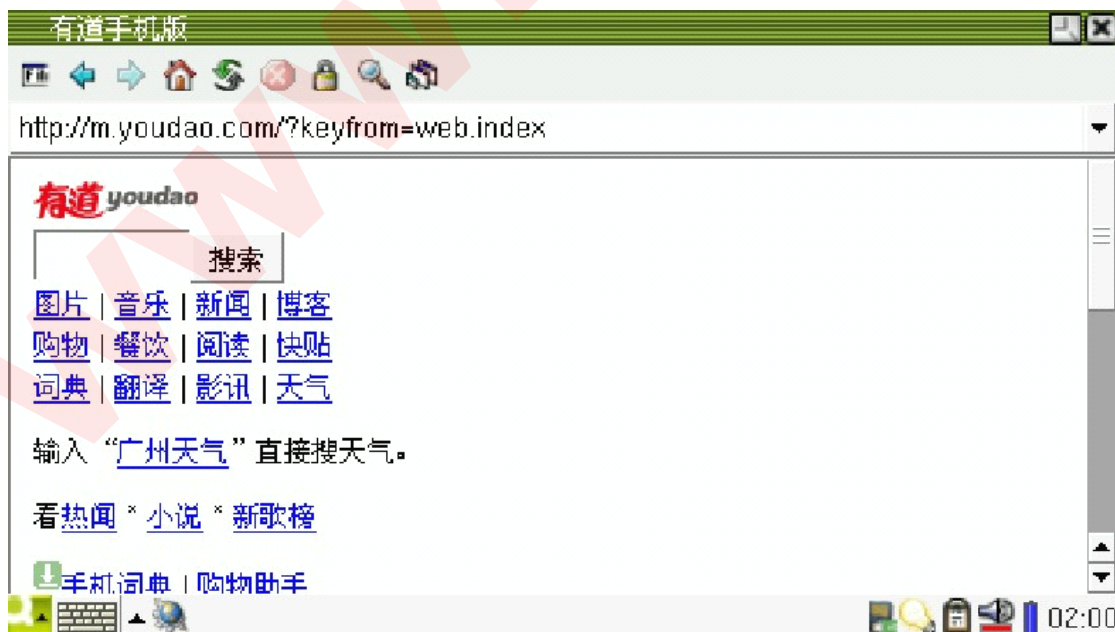 有道手机版
http://m.youdao.com/?keyfrom=web.index
有道 youdao
搜索
图片 | 音乐 | 新闻 | 博客
购物 | 餐饮 | 阅读 | 快贴
词典 | 翻译 | 影讯 | 天气
输入“广州天气”直接搜天气。
看热闻 * 小说 * 新歌榜
手机词典 | 购物助手
02:00